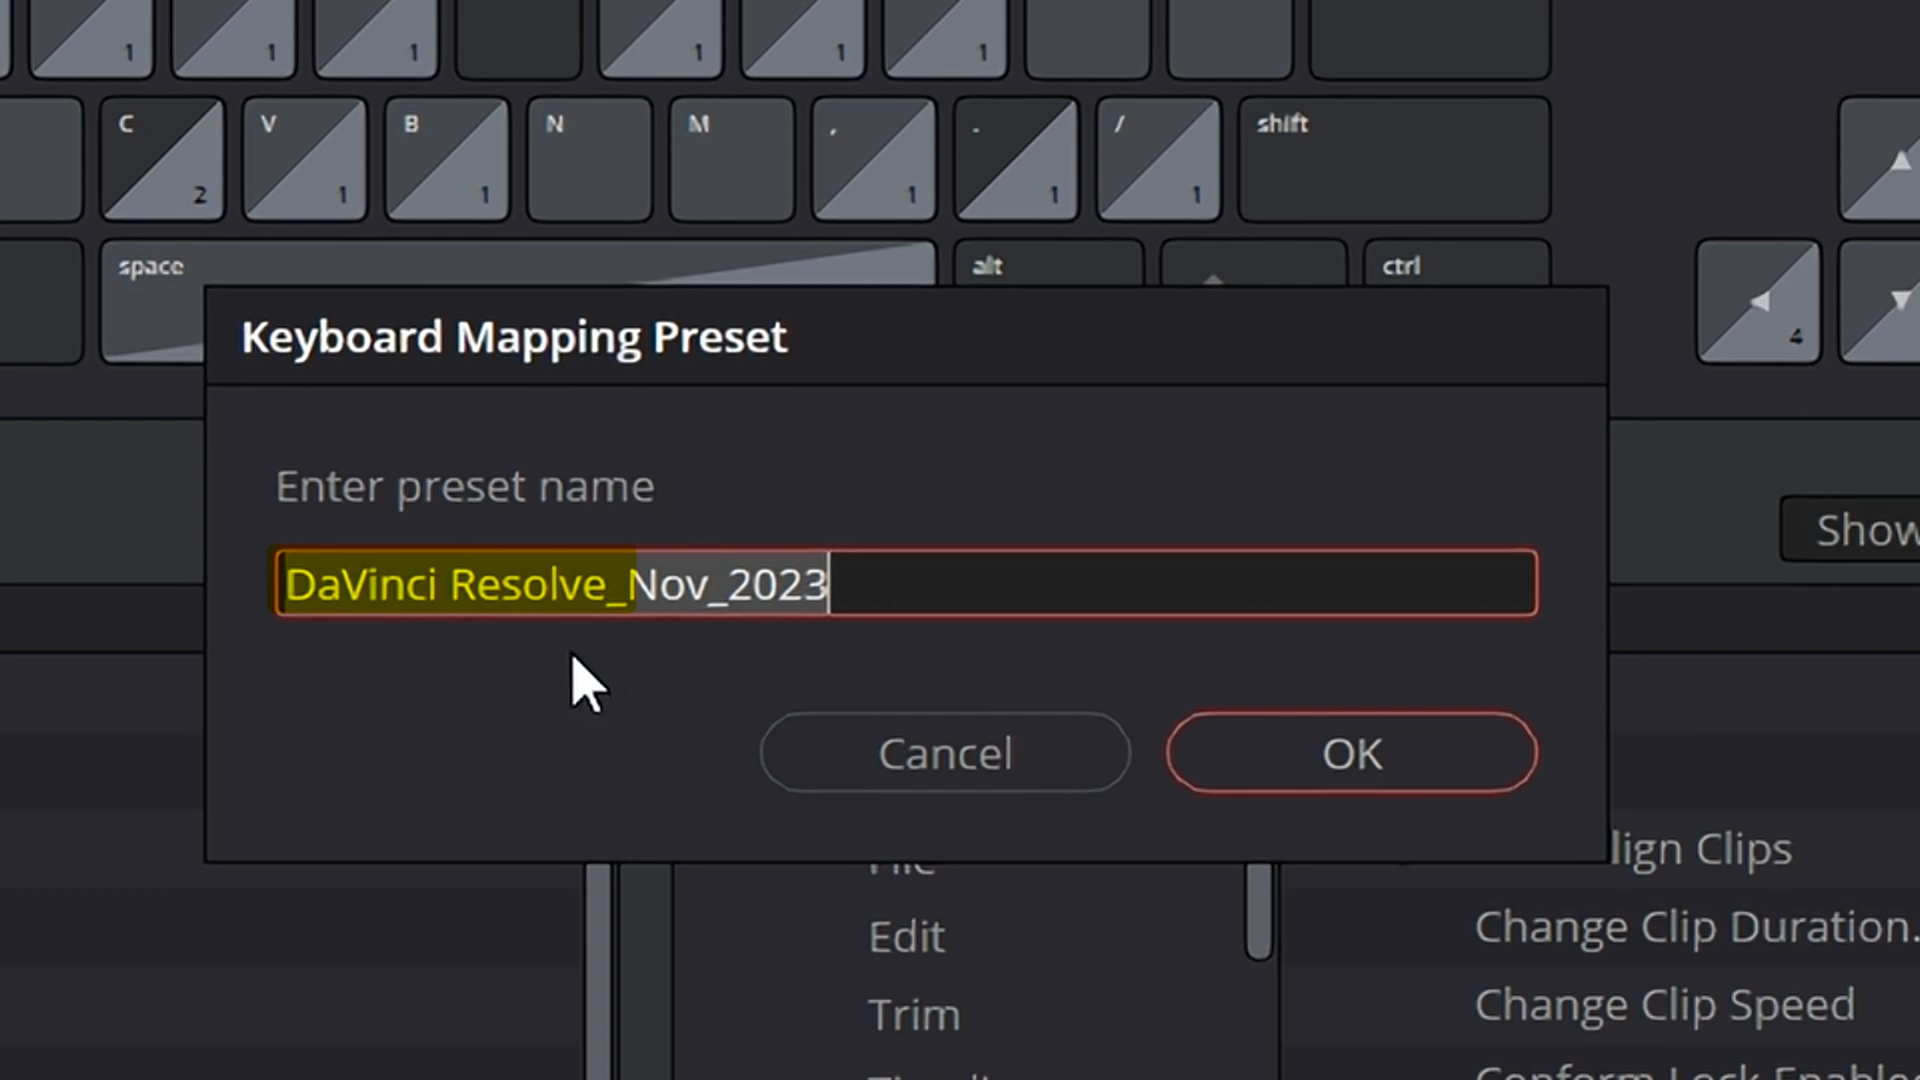 1 1 1 1 1 1
C V B N M , . / shift
2 1 1 1 1 1
space alt ctrl
4
Keyboard Mapping Preset
Enter preset name
DaVinci Resolve_Nov_2023
Show
Cancel OK
lign Clips
Edit
Change Clip Duration.
Trim
Change Clip Speed